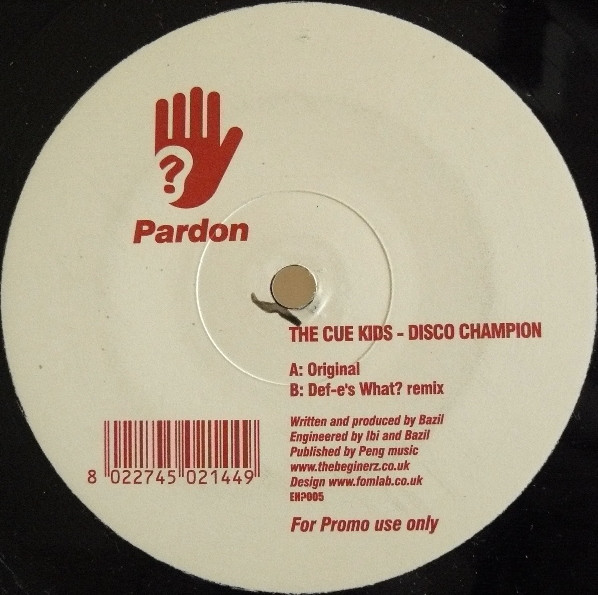 ?
Pardon
THE CUE KIDS - DISCO CHAMPION
A: Original
B: Def-e's What? remix
Written and produced by Bazil
Engineered by Ibi and Bazil
Published by Peng music
www.thebeginerz.co.uk
Design www.fomlab.co.uk
EH?005
For Promo use only
8 022745 021449